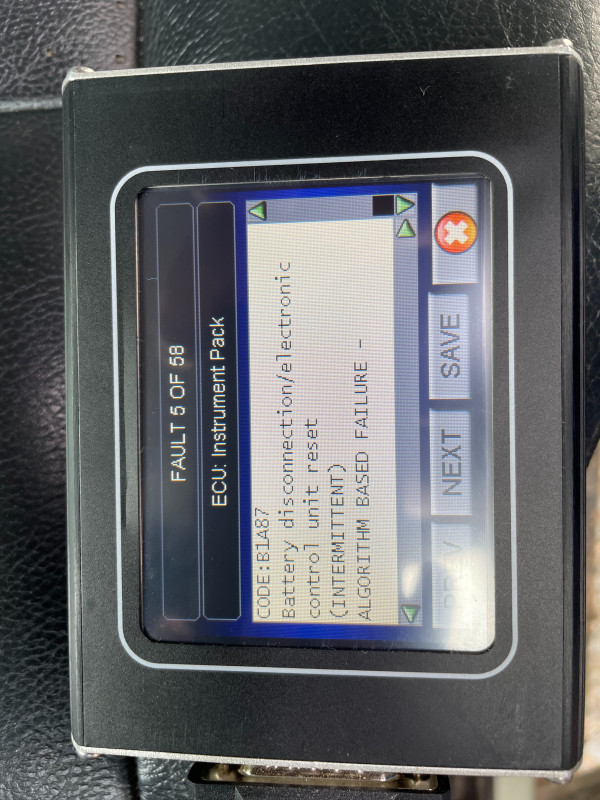 FAULT 5 OF 58
ECU: Instrument Pack
CODE:B1A87
Battery disconnection/electronic
control unit reset
(INTERMITTENT)
ALGORITHM BASED FAILURE -
PREV NEXT SAVE